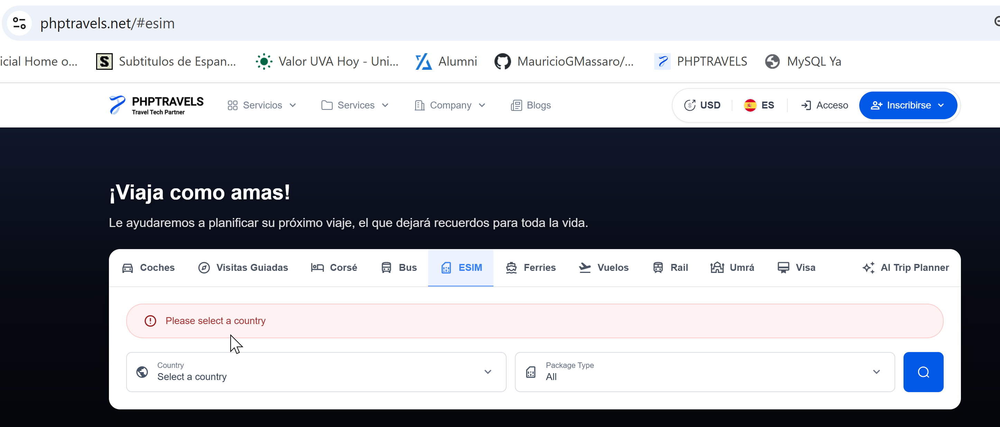 phptravels.net/#esim
icial Home o... Subtitulos de Espan... Valor UVA Hoy - Uni... Alumni MauricioGMassaro/... PHPTRAVELS MySQL Ya
PHPTRAVELS
Travel Tech Partner
Servicios Services Company Blogs USD ES Acceso Inscribirse
¡Viaja como amas!
Le ayudaremos a planificar su próximo viaje, el que dejará recuerdos para toda la vida.
Coches Visitas Guiadas Corsé Bus ESIM Ferries Vuelos Rail Umrá Visa AI Trip Planner
Please select a country
Country
Select a country
Package Type
All